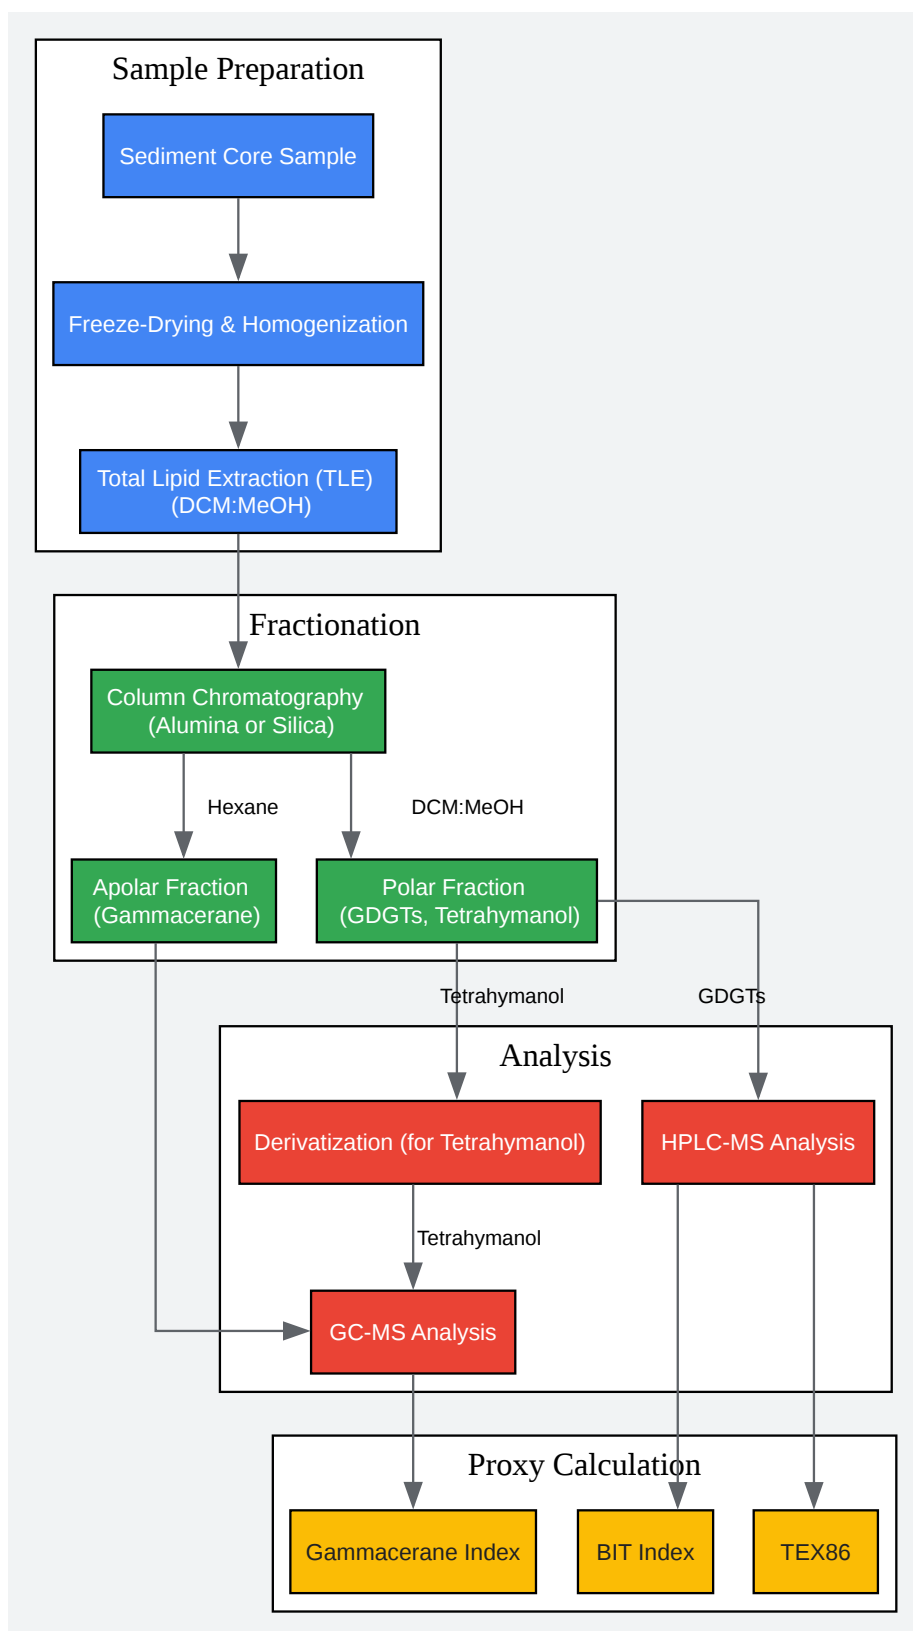 Sample Preparation
Sediment Core Sample
Freeze-Drying & Homogenization
Total Lipid Extraction (TLE)
(DCM:MeOH)
Fractionation
Column Chromatography
(Alumina or Silica)
Hexane
DCM:MeOH
Apolar Fraction
(Gammacerane)
Polar Fraction
(GDGTs, Tetrahymanol)
Tetrahymanol
GDGTs
Analysis
Derivatization (for Tetrahymanol)
HPLC-MS Analysis
Tetrahymanol
GC-MS Analysis
Proxy Calculation
Gammacerane Index
BIT Index
TEX86